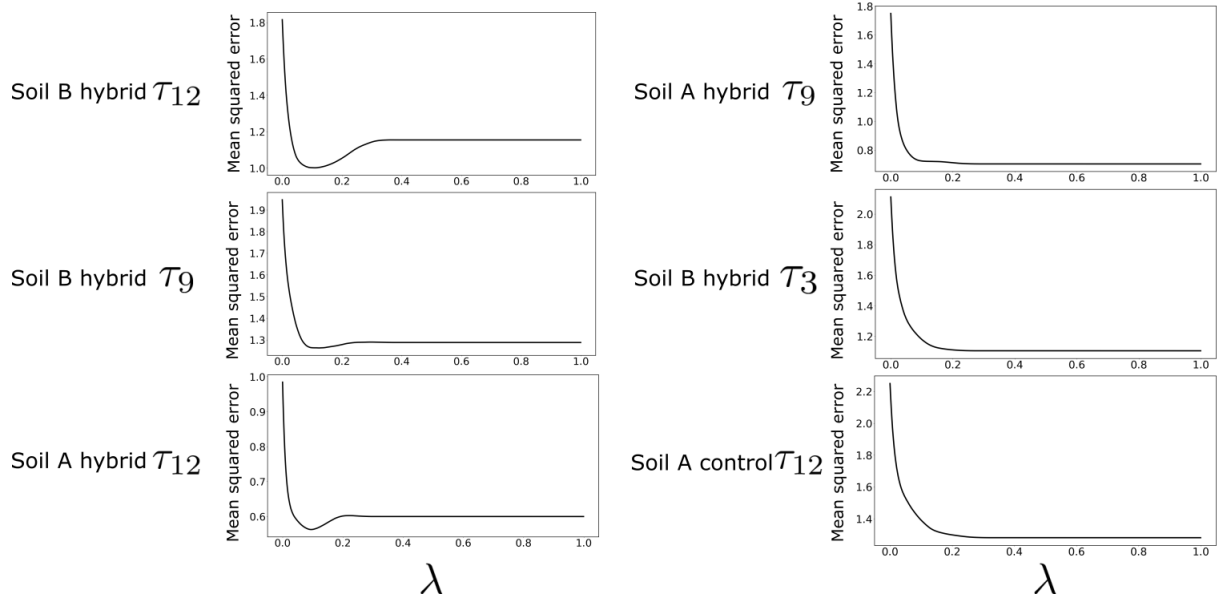 Soil B hybrid τ12
Mean squared error
1.8
1.6
1.4
1.2
1.0
0.0 0.2 0.4 0.6 0.8 1.0
Soil A hybrid τ9
Mean squared error
1.8
1.6
1.4
1.2
1.0
0.8
0.0 0.2 0.4 0.6 0.8 1.0
Soil B hybrid τ9
Mean squared error
1.9
1.8
1.7
1.6
1.5
1.4
1.3
0.0 0.2 0.4 0.6 0.8 1.0
Soil B hybrid τ3
Mean squared error
2.0
1.8
1.6
1.4
1.2
0.0 0.2 0.4 0.6 0.8 1.0
Soil A hybrid τ12
Mean squared error
1.0
0.9
0.8
0.7
0.6
0.0 0.2 0.4 0.6 0.8 1.0
Soil A control τ12
Mean squared error
2.2
2.0
1.8
1.6
1.4
0.0 0.2 0.4 0.6 0.8 1.0
λ
λ